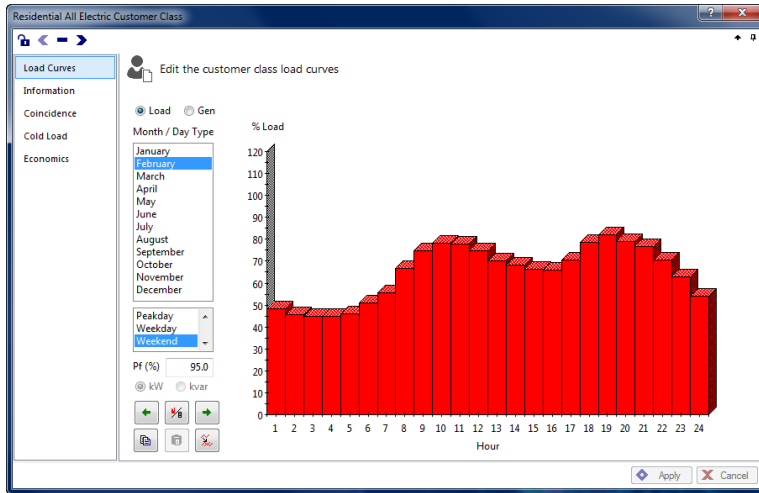 Residential All Electric Customer Class
Load Curves
Information
Coincidence
Cold Load
Economics
Edit the customer class load curves
Load Gen
Month / Day Type
January
February
March
April
May
June
July
August
September
October
November
December
Peakday
Weekday
Weekend
Pf (%) 95.0
kW kvar
% Load
120
110
100
90
80
70
60
50
40
30
20
10
0
1 2 3 4 5 6 7 8 9 10 11 12 13 14 15 16 17 18 19 20 21 22 23 24
Hour
Apply Cancel